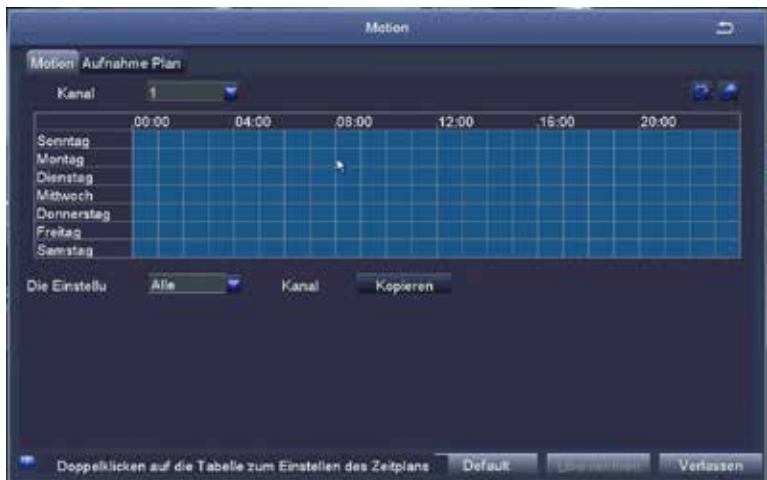 Motion
Motion Aufnahme Plan
Kanal 1
00:00 04:00 08:00 12:00 16:00 20:00
Sonntag
Montag
Dienstag
Mittwoch
Donnerstag
Freitag
Samstag
Die Einstellu Alle Kanal Kopieren
Doppelklicken auf die Tabelle zum Einstellen des Zeitplans Default Verlassen